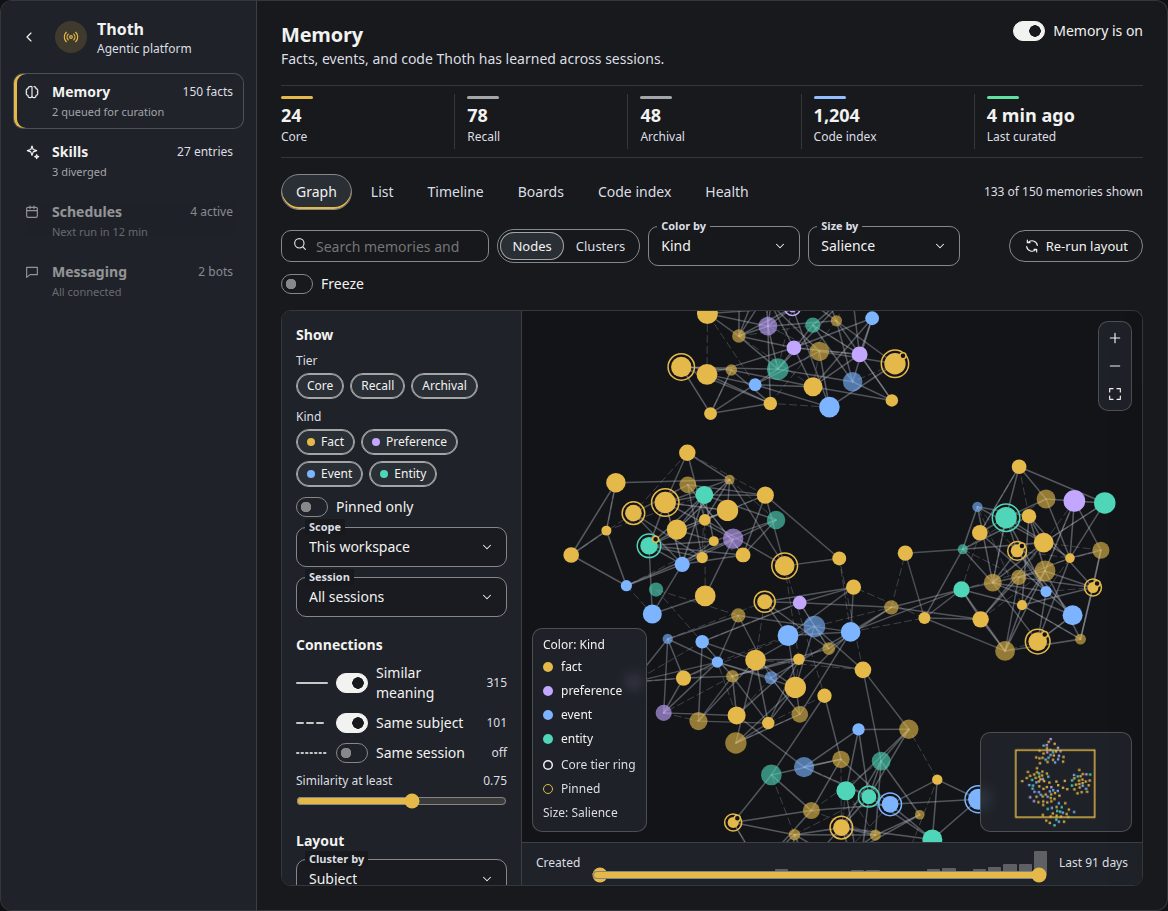 Thoth
Agentic platform
Memory 150 facts
2 queued for curation
Skills 27 entries
3 diverged
Schedules 4 active
Next run in 12 min
Messaging 2 bots
All connected
Memory
Memory is on
Facts, events, and code Thoth has learned across sessions.
24
Core
78
Recall
48
Archival
1,204
Code index
4 min ago
Last curated
Graph List Timeline Boards Code index Health 133 of 150 memories shown
Search memories and
Nodes Clusters
Color by
Kind
Size by
Salience
Re-run layout
Freeze
Show
Tier
Core Recall Archival
Kind
Fact Preference
Event Entity
Pinned only
Scope
This workspace
Session
All sessions
Connections
Similar meaning 315
Same subject 101
Same session off
Similarity at least 0.75
Layout
Cluster by
Subject
Color: Kind
fact
preference
event
entity
Core tier ring
Pinned
Size: Salience
Created Last 91 days